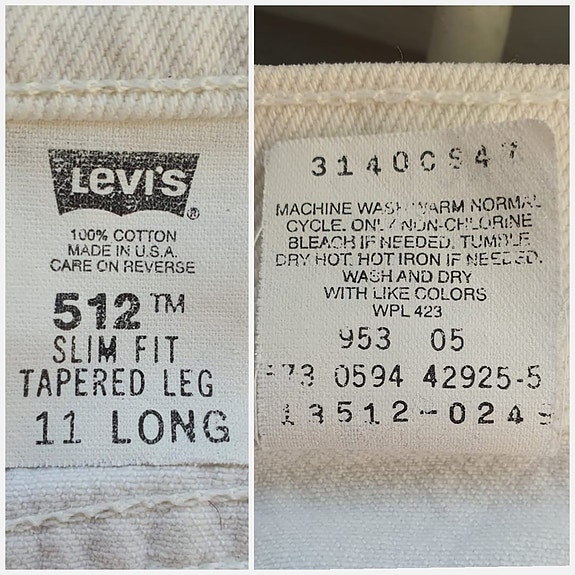 Levi's ®
100% COTTON
MADE IN U.S.A.
CARE ON REVERSE
512™
SLIM FIT
TAPERED LEG
11 LONG
MACHINE WASH WARM NORMAL
CYCLE. ONLY NON-CHLORINE
BLEACH IF NEEDED. TUMBLE
DRY HOT. HOT IRON IF NEEDED.
WASH AND DRY
WITH LIKE COLORS
WPL 423
953 05
0594 42925-5